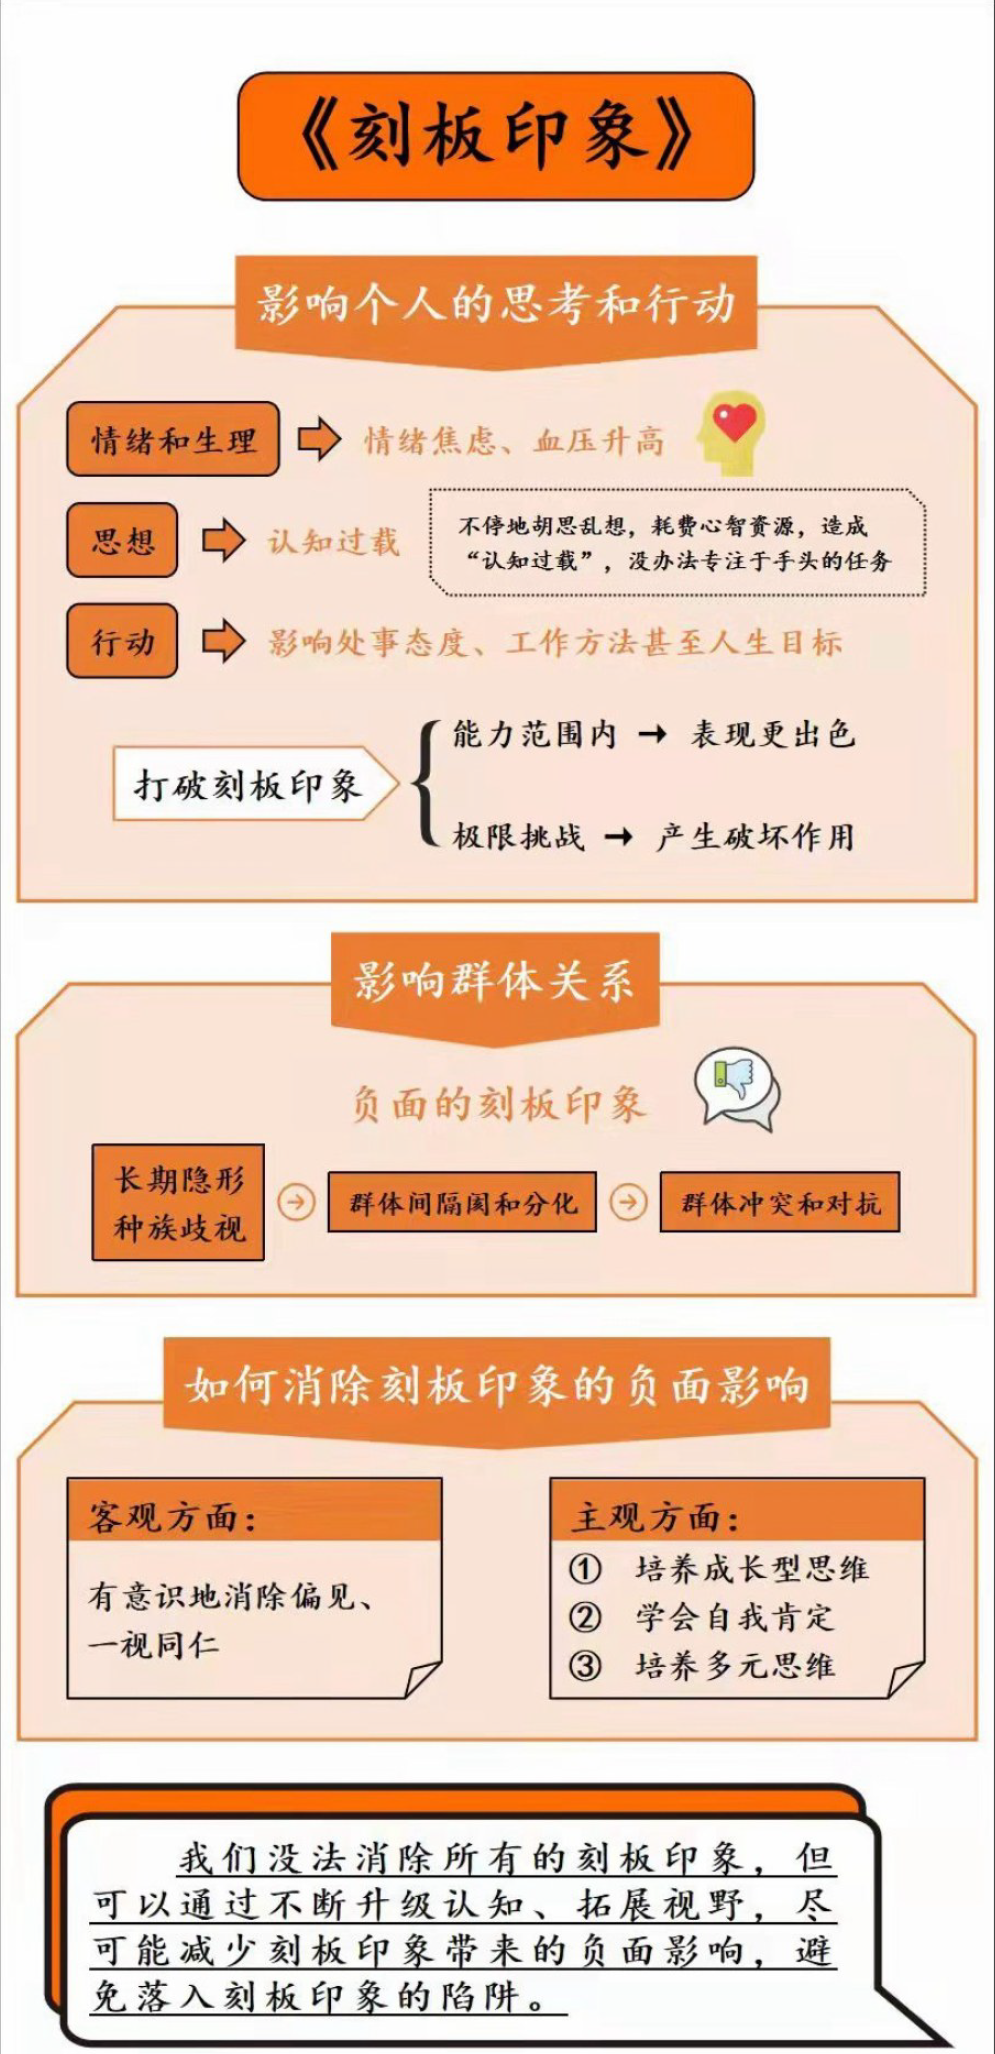 《刻板印象》
影响个人的思考和行动
情绪和生理
情绪焦虑、血压升高
思想
认知过载
不停地胡思乱想，耗费心智资源，造成
“认知过载”，没办法专注于手头的任务
行动
影响处事态度、工作方法甚至人生目标
打破刻板印象
能力范围内 → 表现更出色
极限挑战 → 产生破坏作用
影响群体关系
负面的刻板印象
长期隐形
种族歧视
群体间隔阂和分化
群体冲突和对抗
如何消除刻板印象的负面影响
客观方面：
有意识地消除偏见、
一视同仁
主观方面：
① 培养成长型思维
② 学会自我肯定
③ 培养多元思维
我们没法消除所有的刻板印象，但
可以通过不断升级认知、拓展视野，尽
可能减少刻板印象带来的负面影响，避
免落入刻板印象的陷阱。